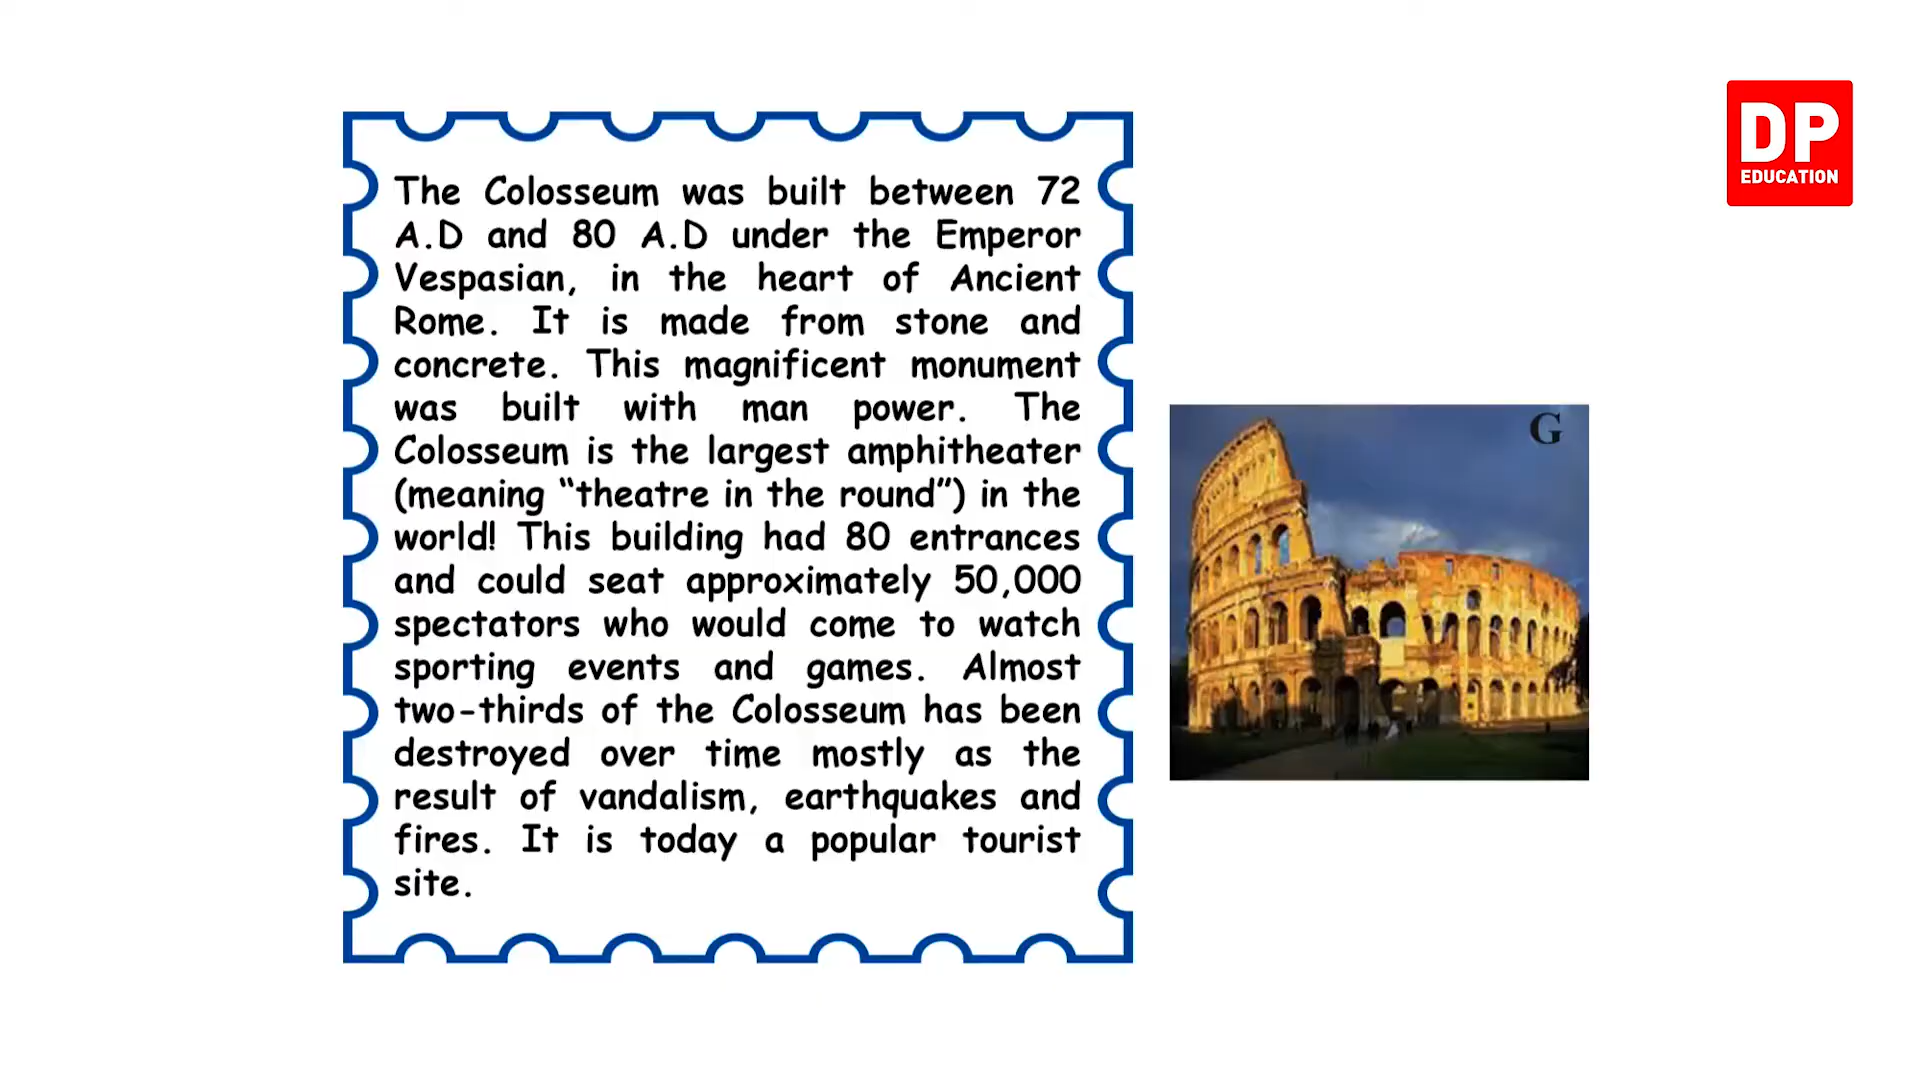 The Colosseum was built between 72
A.D and 80 A.D under the Emperor
Vespasian, in the heart of Ancient
Rome. It is made from stone and
concrete. This magnificent monument
was built with man power. The
Colosseum is the largest amphitheater
(meaning “theatre in the round”) in the
world! This building had 80 entrances
and could seat approximately 50,000
spectators who would come to watch
sporting events and games. Almost
two-thirds of the Colosseum has been
destroyed over time mostly as the
result of vandalism, earthquakes and
fires. It is today a popular tourist
site.
G
DP
EDUCATION